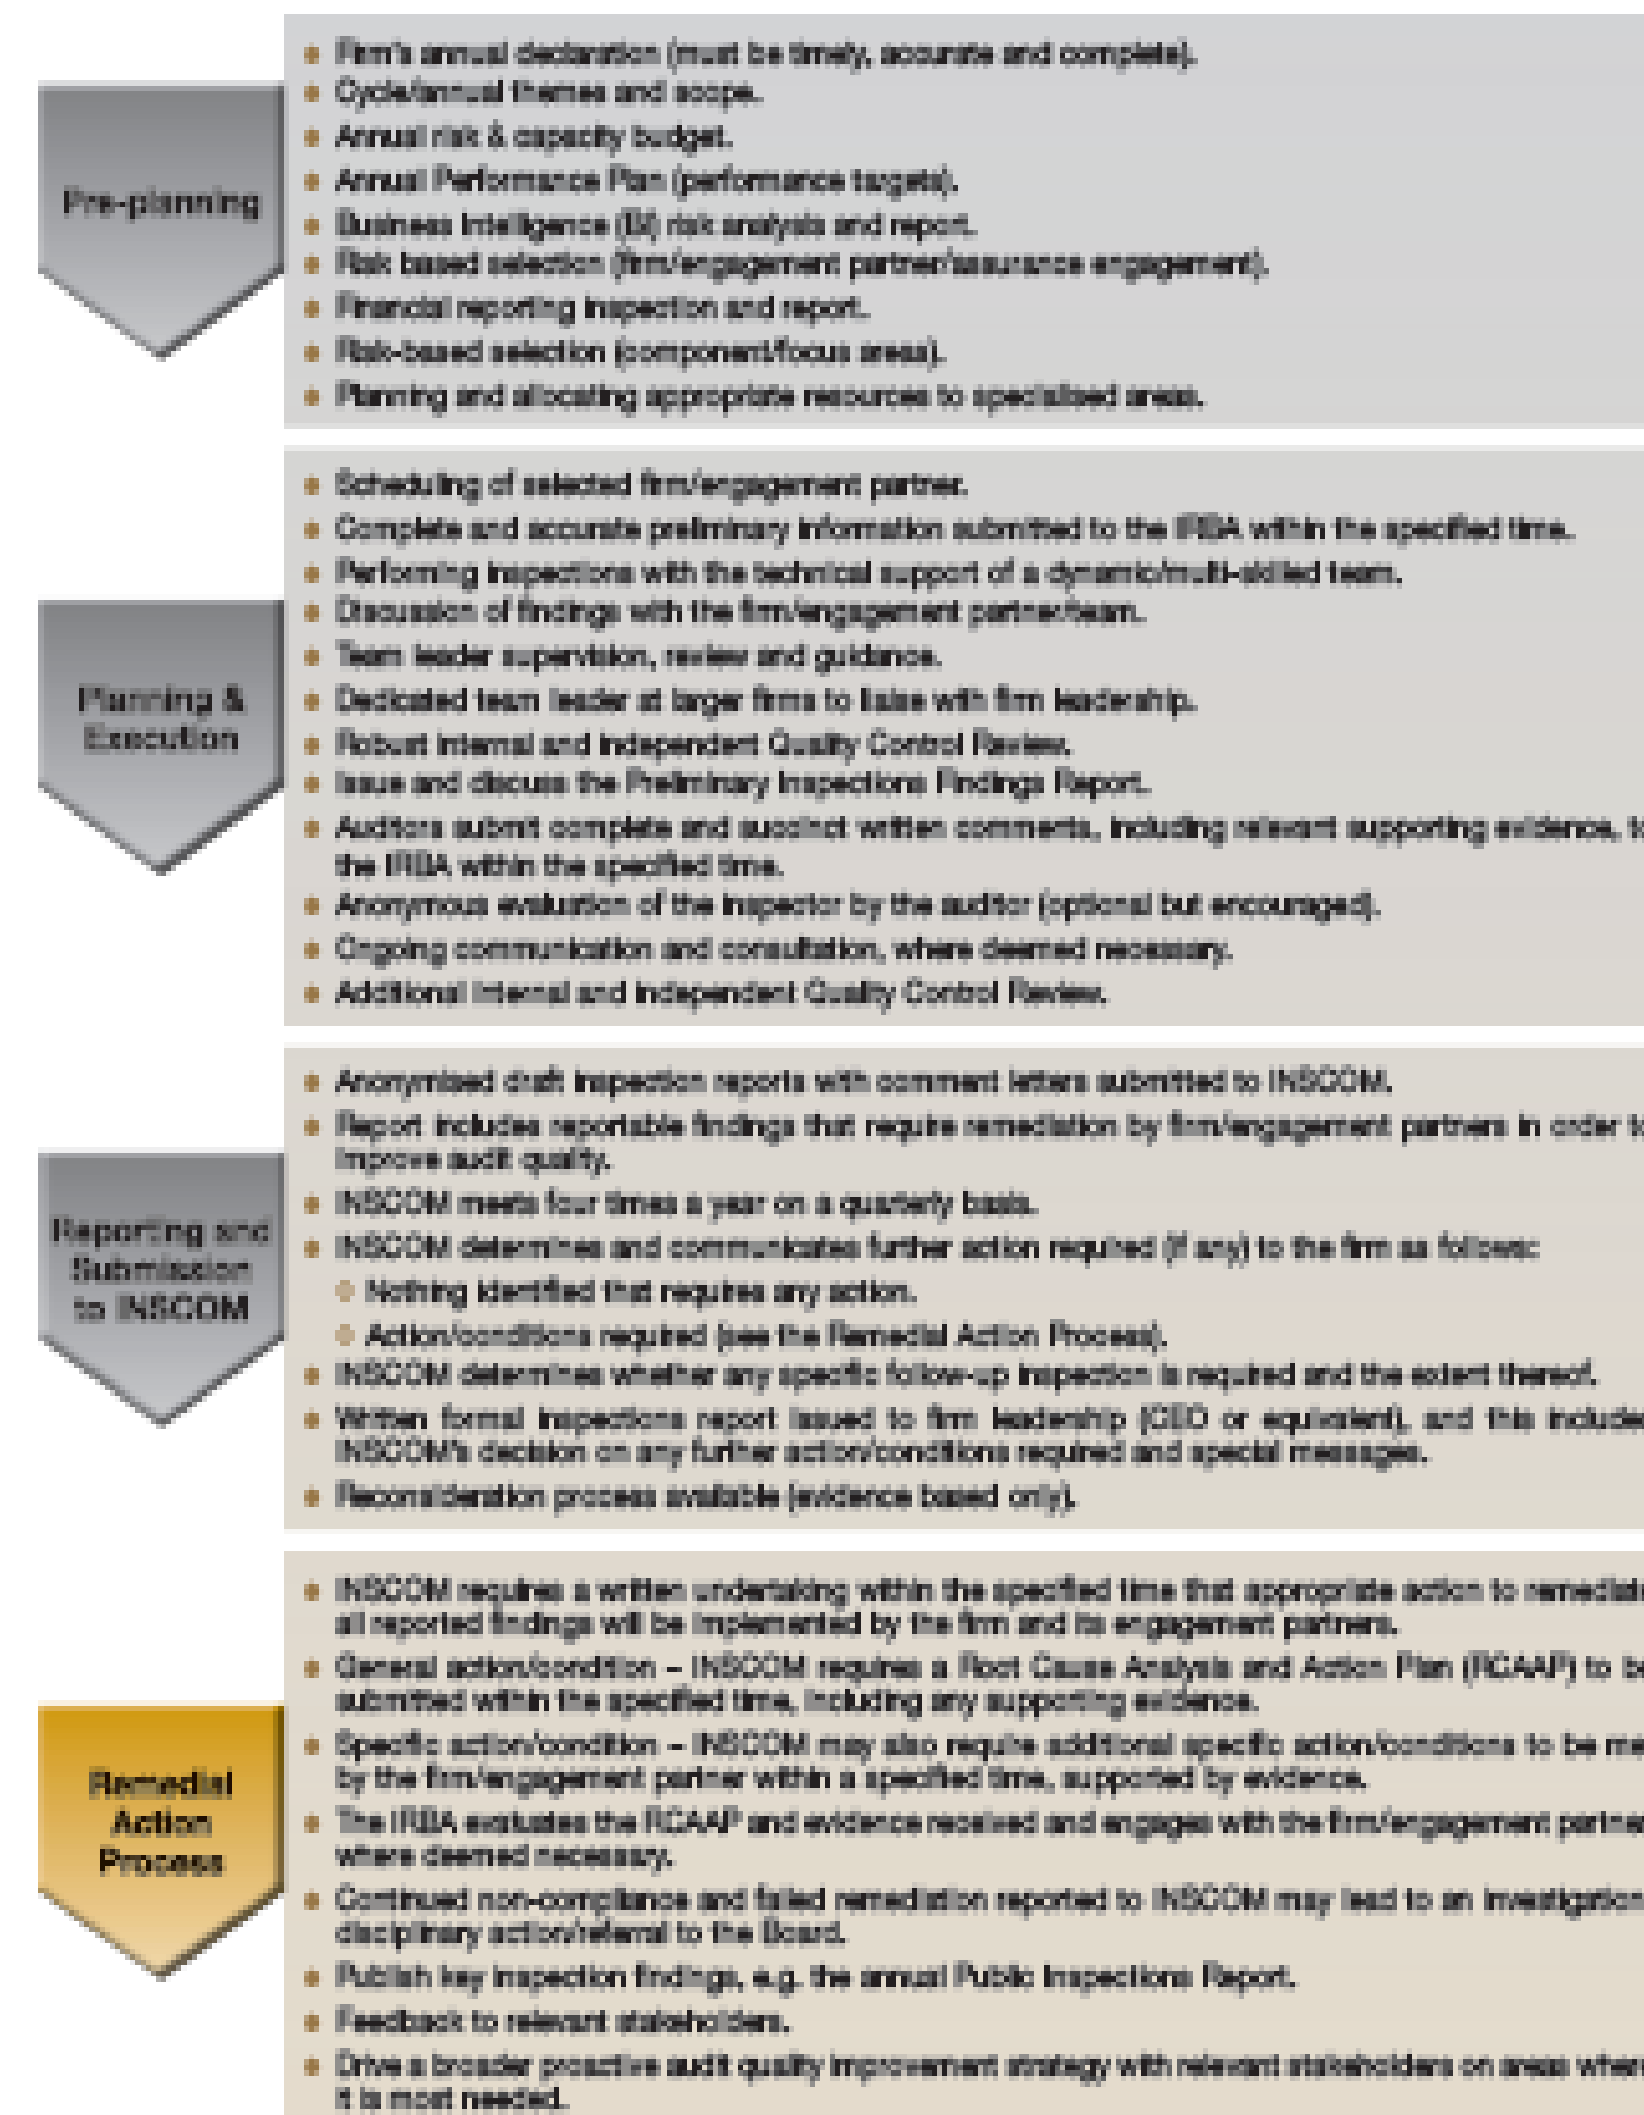 Pre-planning
Firm's annual declaration (must be timely, accurate and complete).
Cycle/annual themes and scope.
Annual risk & capacity budget.
Annual Performance Plan (performance targets).
Business Intelligence (BI) risk analysis and report.
Risk based selection (firm/engagement partner/assurance engagement).
Financial reporting inspection and report.
Risk-based selection (component/focus areas).
Planning and allocating appropriate resources to specialised areas.
Planning &
Execution
Scheduling of selected firm/engagement partner.
Complete and accurate preliminary information submitted to the IRBA within the specified time.
Performing inspections with the technical support of a dynamic/multi-skilled team.
Discussion of findings with the firm/engagement partner/team.
Team leader supervision, review and guidance.
Dedicated team leader at larger firms to liaise with firm leadership.
Robust internal and independent Quality Control Review.
Issue and discuss the Preliminary Inspections Findings Report.
Auditors submit complete and succinct written comments, including relevant supporting evidence, to
the IRBA within the specified time.
Anonymous evaluation of the inspector by the auditor (optional but encouraged).
Ongoing communication and consultation, where deemed necessary.
Additional internal and independent Quality Control Review.
Reporting and
Submission
to INSCOM
Anonymised draft inspection reports with comment letters submitted to INSCOM.
Report includes reportable findings that require remediation by firm/engagement partners in order to
improve audit quality.
INSCOM meets four times a year on a quarterly basis.
INSCOM determines and communicates further action required (if any) to the firm as follows:
Nothing identified that requires any action.
Action/conditions required (see the Remedial Action Process).
INSCOM determines whether any specific follow-up inspection is required and the extent thereof.
Written formal inspections report issued to firm leadership (CEO or equivalent), and this include
INSCOM's decision on any further action/conditions required and special messages.
Reconsideration process available (evidence based only).
Remedial
Action
Process
INSCOM requires a written undertaking within the specified time that appropriate action to remediat
all reported findings will be implemented by the firm and its engagement partners.
General action/condition – INSCOM requires a Root Cause Analysis and Action Plan (RCAAP) to be
submitted within the specified time, including any supporting evidence.
Specific action/condition – INSCOM may also require additional specific action/conditions to be me
by the firm/engagement partner within a specified time, supported by evidence.
The IRBA evaluates the RCAAP and evidence received and engages with the firm/engagement partner
where deemed necessary.
Continued non-compliance and failed remediation reported to INSCOM may lead to an investigation
disciplinary action/referral to the Board.
Publish key inspection findings, e.g. the annual Public Inspections Report.
Feedback to relevant stakeholders.
Drive a broader proactive audit quality improvement strategy with relevant stakeholders on areas where
it is most needed.